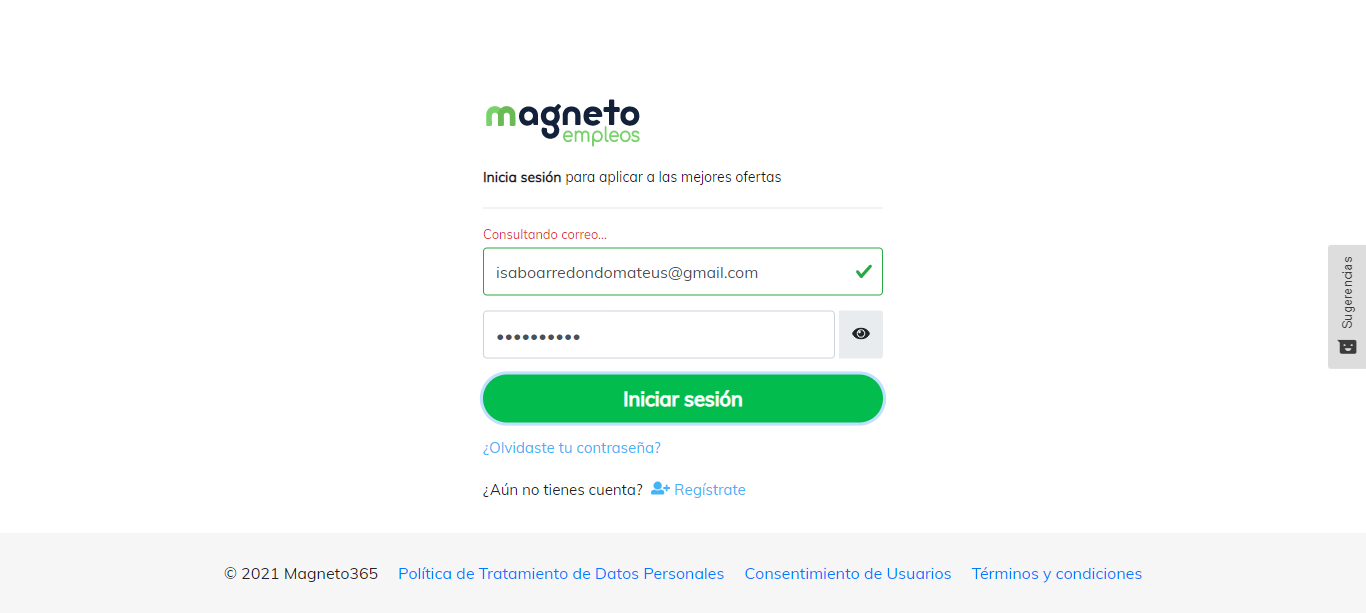 magneto
empleos
Inicia sesión para aplicar a las mejores ofertas
Consultando correo...
isaboarredondomateus@gmail.com
••••••••••
Iniciar sesión
¿Olvidaste tu contraseña?
¿Aún no tienes cuenta? Regístrate
Sugerencias
© 2021 Magneto365 Política de Tratamiento de Datos Personales Consentimiento de Usuarios Términos y condiciones